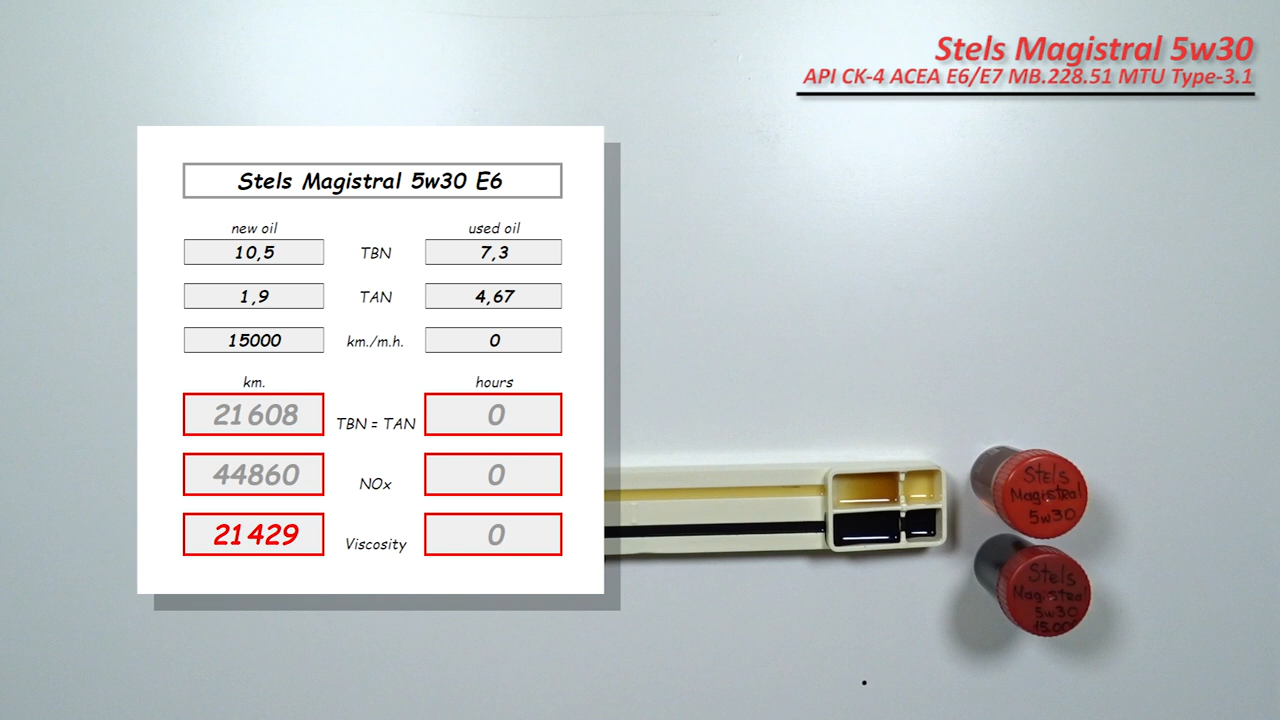 Stels Magistral 5w30
API CK-4 ACEA E6/E7 MB.228.51 MTU Type-3.1
Stels Magistral 5w30 E6
new oil used oil
10,5 TBN 7,3
1,9 TAN 4,67
15000 km./m.h. 0
km. hours
21608 TBN = TAN 0
44860 NOx 0
21429 Viscosity 0
Stels
Magistral
5w30
Stels
Magistral
5w30
15.000